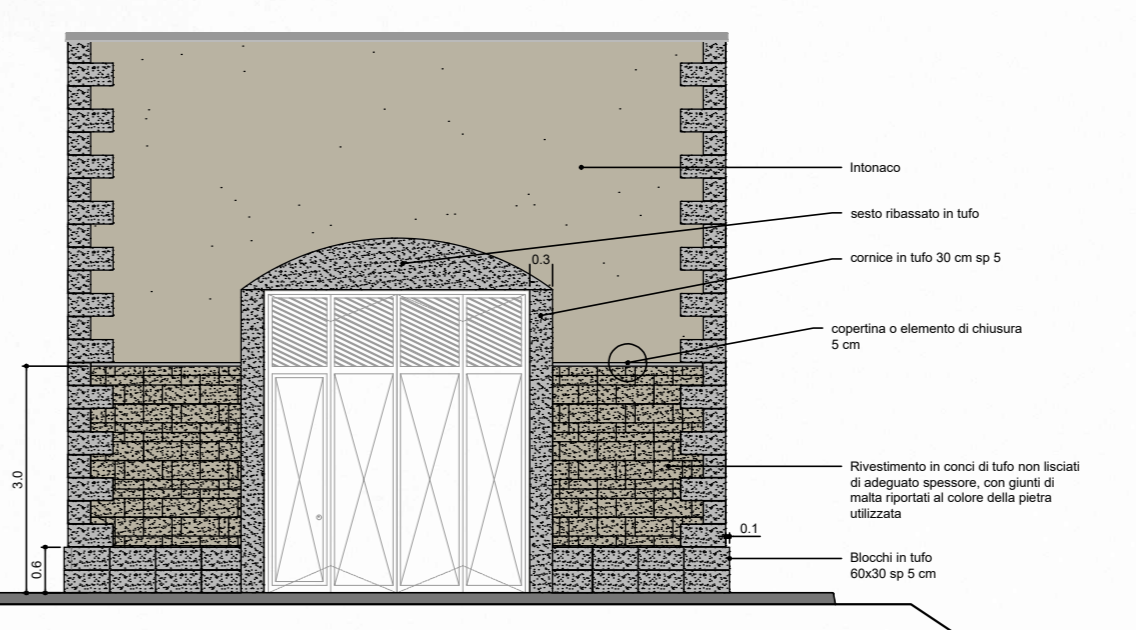 Intonaco
sesto ribassato in tufo
0.3
cornice in tufo 30 cm sp 5
copertina o elemento di chiusura
5 cm
3.0
Rivestimento in conci di tufo non lisciati
di adeguato spessore, con giunti di
malta riportati al colore della pietra
utilizzata
0.1
0.6
Blocchi in tufo
60x30 sp 5 cm